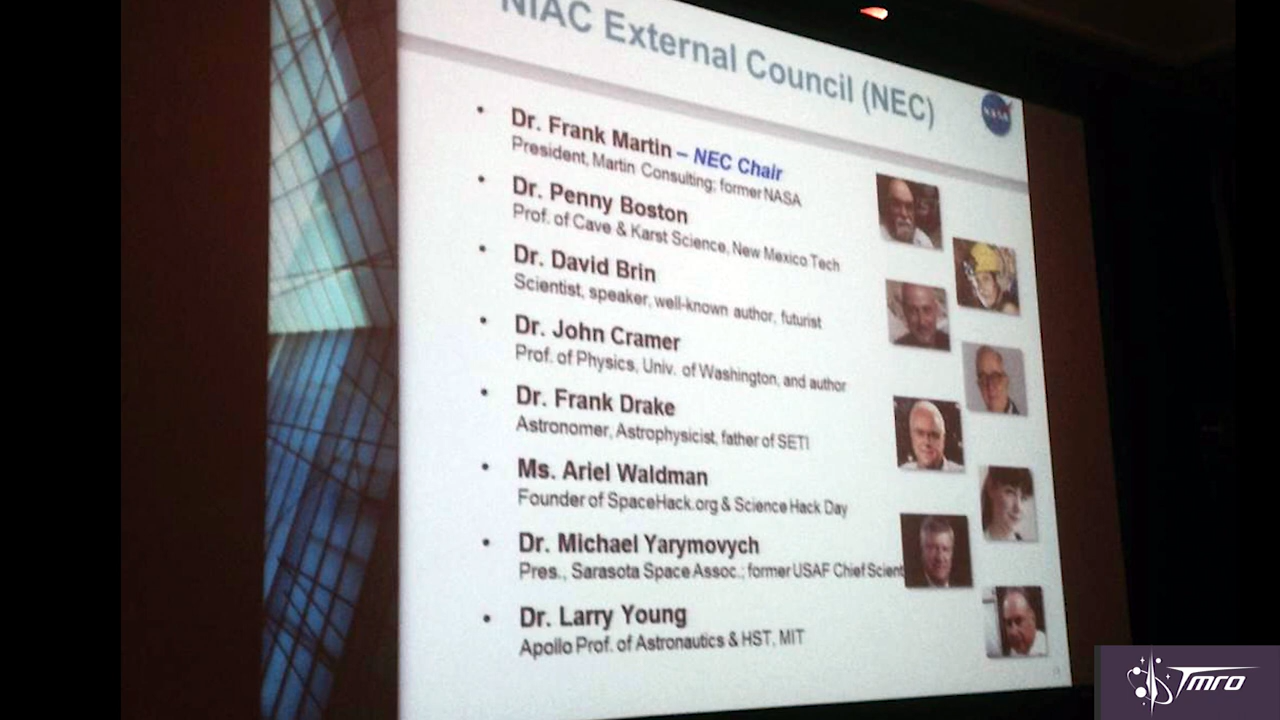 NIAC External Council (NEC)
NASA
• Dr. Frank Martin – NEC Chair
President, Martin Consulting; former NASA
• Dr. Penny Boston
Prof. of Cave & Karst Science, New Mexico Tech
• Dr. David Brin
Scientist, speaker, well-known author, futurist
• Dr. John Cramer
Prof. of Physics, Univ. of Washington, and author
• Dr. Frank Drake
Astronomer, Astrophysicist, father of SETI
• Ms. Ariel Waldman
Founder of SpaceHack.org & Science Hack Day
• Dr. Michael Yarymovych
Pres., Sarasota Space Assoc.; former USAF Chief Scient
• Dr. Larry Young
Apollo Prof. of Astronautics & HST, MIT
Tmro